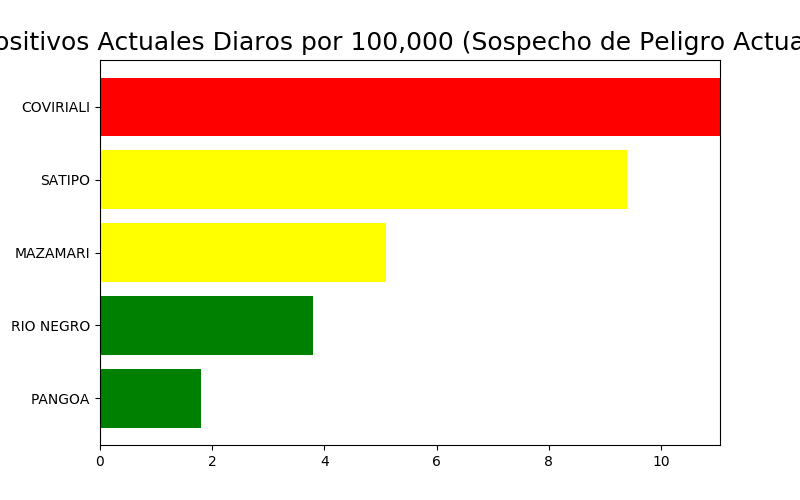 ositivos Actuales Diaros por 100,000 (Sospecho de Peligro Actua
COVIRIALI
SATIPO
MAZAMARI
RIO NEGRO
PANGOA
0 2 4 6 8 10